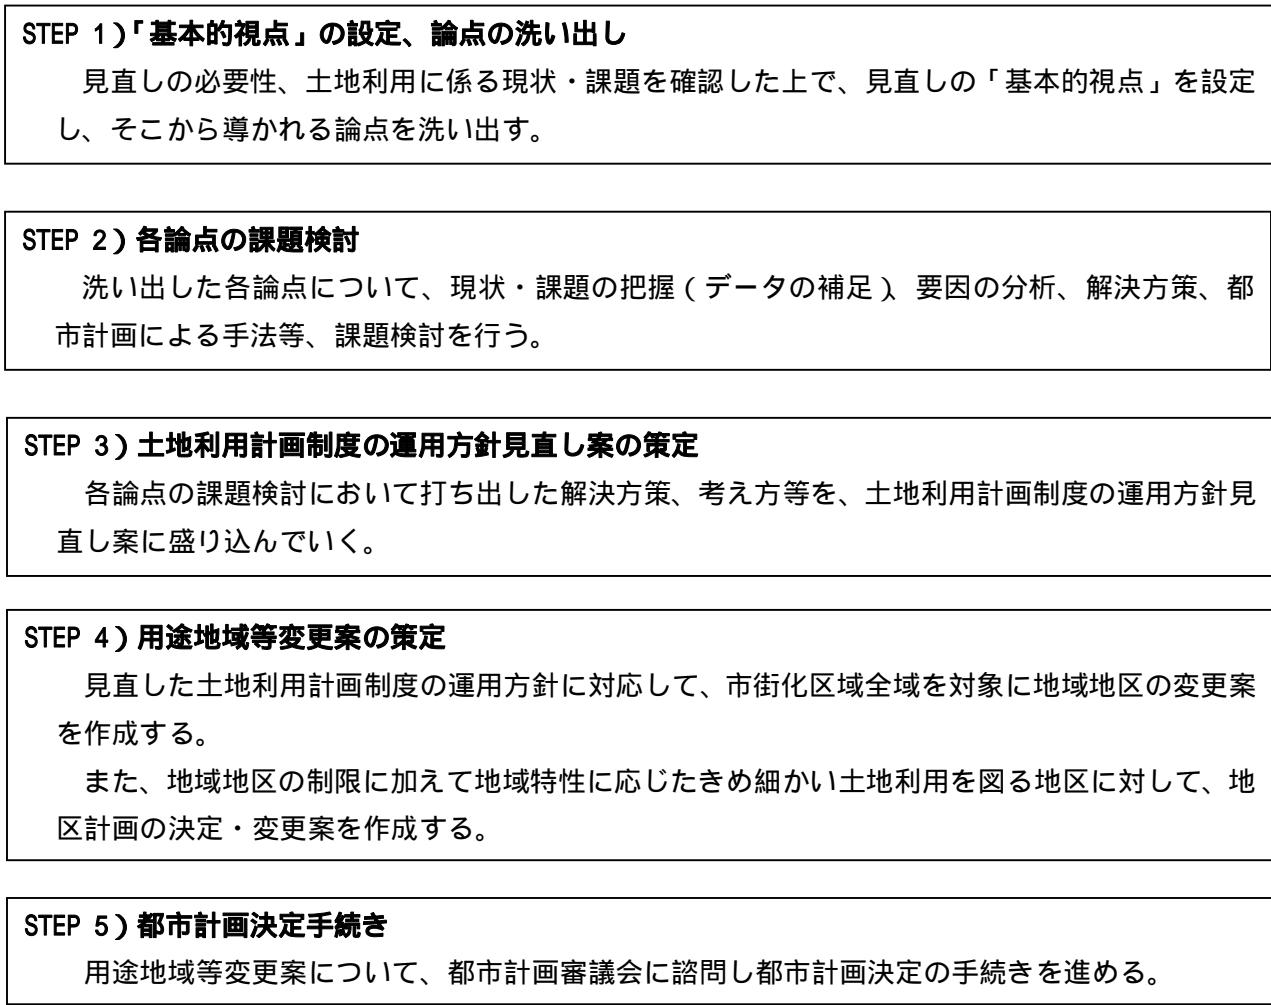 STEP 1)「基本的視点」の設定、論点の洗い出し
見直しの必要性、土地利用に係る現状・課題を確認した上で、見直しの「基本的視点」を設定
し、そこから導かれる論点を洗い出す。
STEP 2)各論点の課題検討
洗い出した各論点について、現状・課題の把握(データの補足)、要因の分析、解決方策、都
市計画による手法等、課題検討を行う。
STEP 3)土地利用計画制度の運用方針見直し案の策定
各論点の課題検討において打ち出した解決方策、考え方等を、土地利用計画制度の運用方針見
直し案に盛り込んでいく。
STEP 4)用途地域等変更案の策定
見直した土地利用計画制度の運用方針に対応して、市街化区域全域を対象に地域地区の変更案
を作成する。
また、地域地区の制限に加えて地域特性に応じたきめ細かい土地利用を図る地区に対して、地
区計画の決定・変更案を作成する。
STEP 5)都市計画決定手続き
用途地域等変更案について、都市計画審議会に諮問し都市計画決定の手続きを進める。